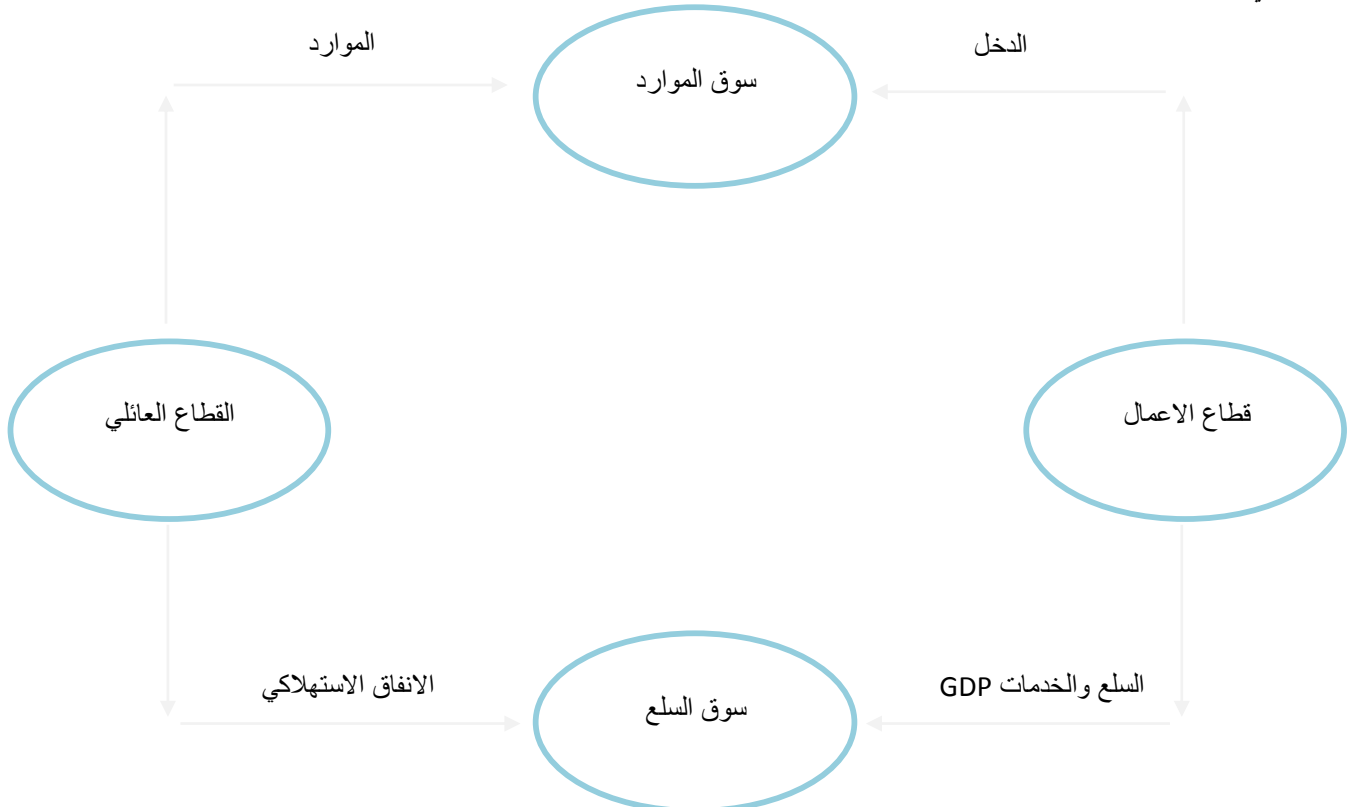 الدخل
الموارد
سوق الموارد
قطاع الاعمال
القطاع العائلي
السلع والخدمات GDP
الانفاق الاستهلاكي
سوق السلع